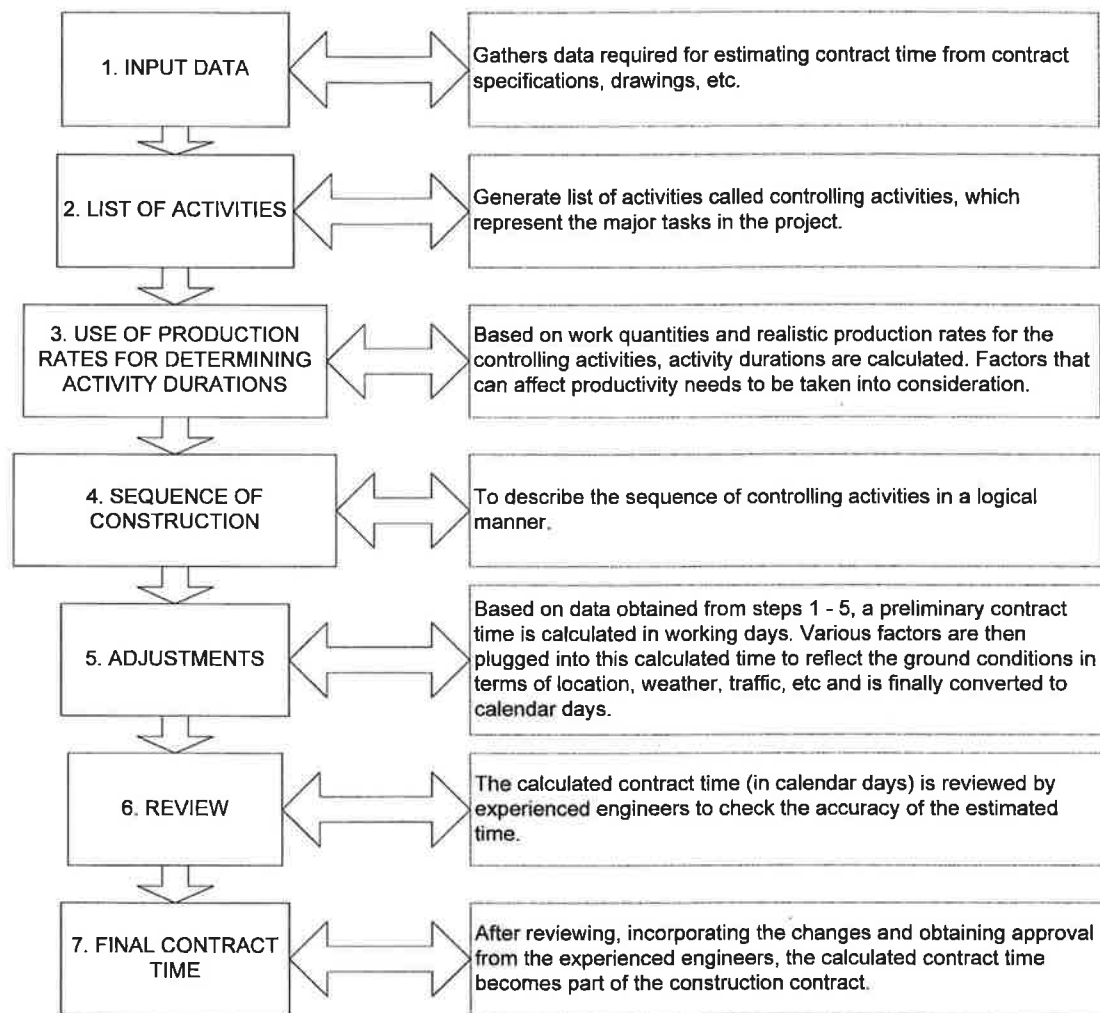 1. INPUT DATA
Gathers data required for estimating contract time from contract
specifications, drawings, etc.
2. LIST OF ACTIVITIES
Generate list of activities called controlling activities, which
represent the major tasks in the project.
3. USE OF PRODUCTION
RATES FOR DETERMINING
ACTIVITY DURATIONS
Based on work quantities and realistic production rates for the
controlling activities, activity durations are calculated. Factors that
can affect productivity needs to be taken into consideration.
4. SEQUENCE OF
CONSTRUCTION
To describe the sequence of controlling activities in a logical
manner.
5. ADJUSTMENTS
Based on data obtained from steps 1 - 5, a preliminary contract
time is calculated in working days. Various factors are then
plugged into this calculated time to reflect the ground conditions in
terms of location, weather, traffic, etc and is finally converted to
calendar days.
6. REVIEW
The calculated contract time (in calendar days) is reviewed by
experienced engineers to check the accuracy of the estimated
time.
7. FINAL CONTRACT
TIME
After reviewing, incorporating the changes and obtaining approval
from the experienced engineers, the calculated contract time
becomes part of the construction contract.